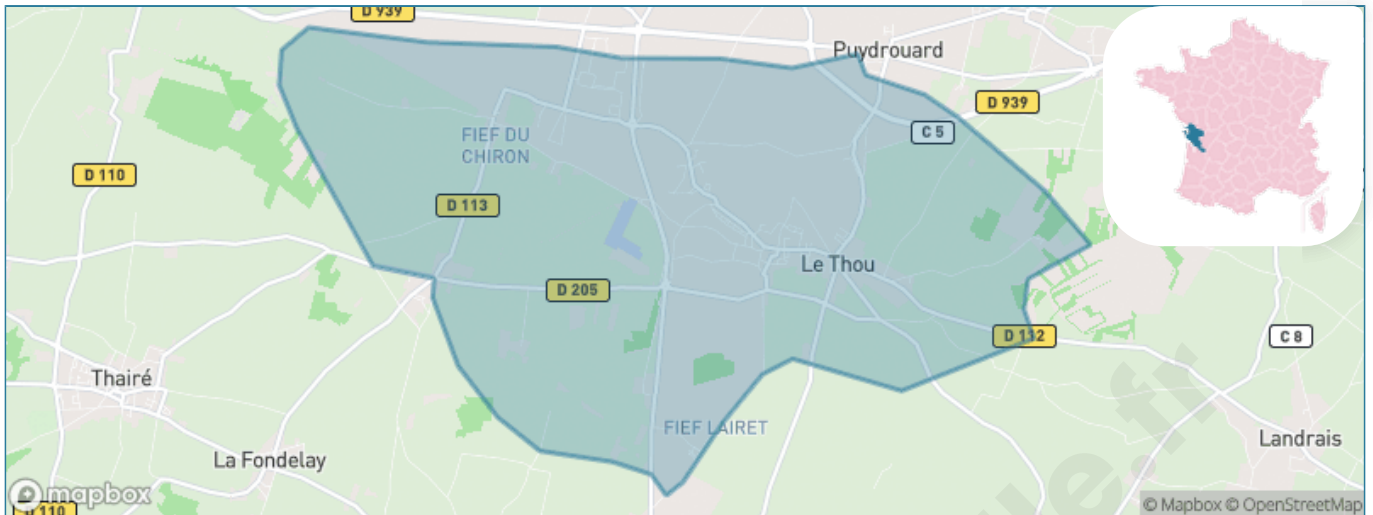 D 939
Puydrouard
D 939
C 5
FIEF DU
CHIRON
D 110
D 113
Le Thou
D 205
D 112
C 8
Thairé
FIEF LAIRET
Landrais
La Fondelay
mapbox
D 110
© Mapbox © OpenStreetMap